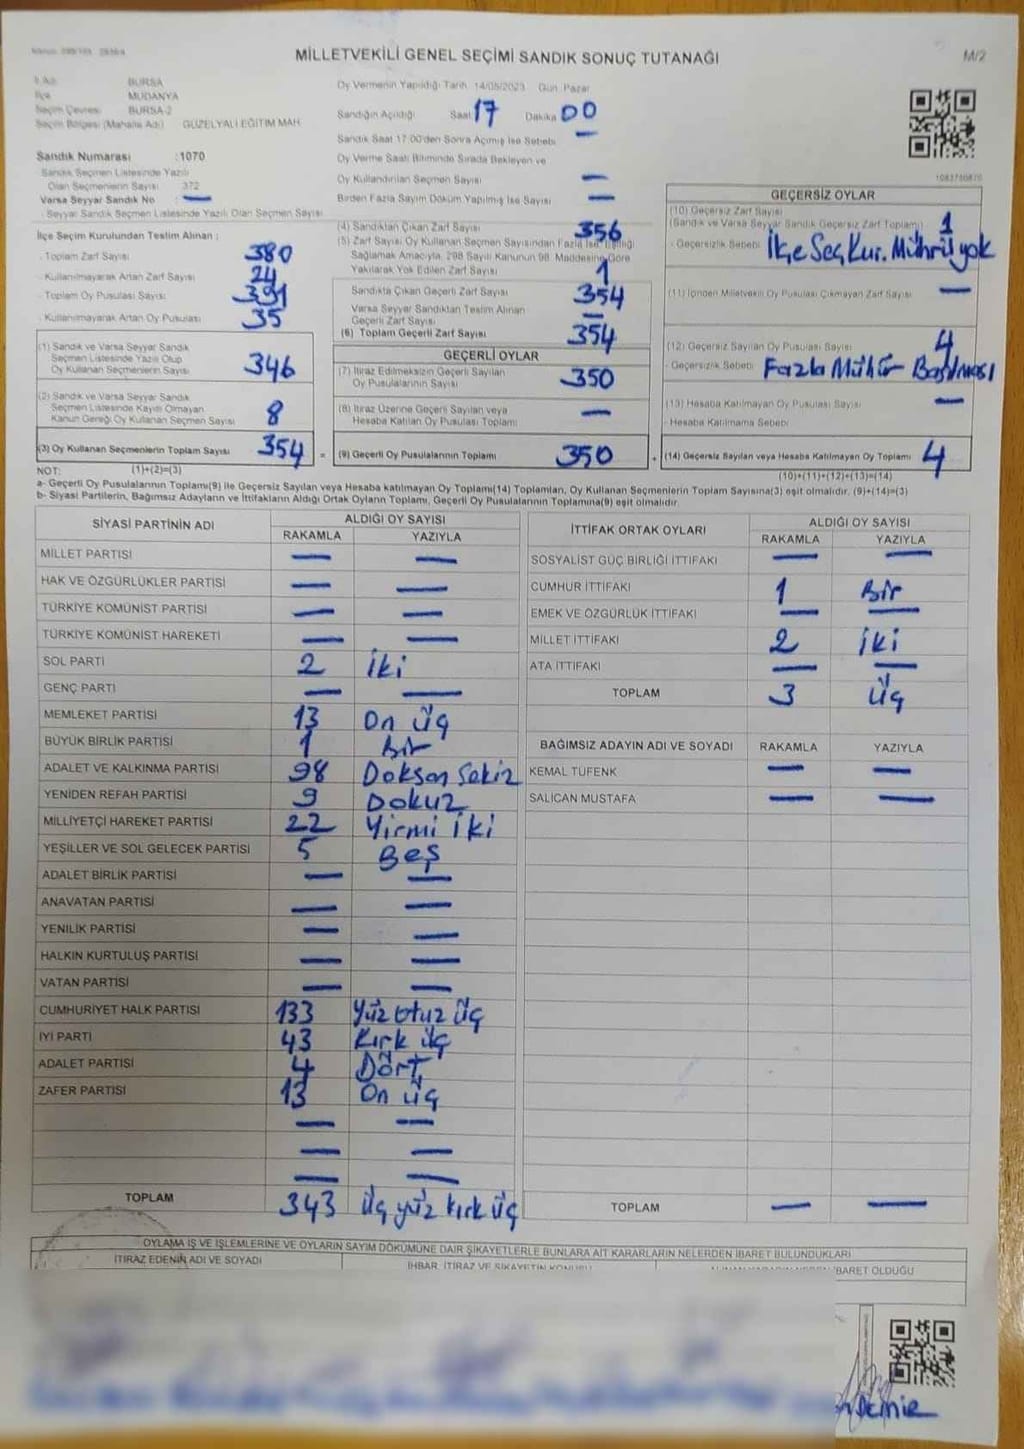 MİLLETVEKİLİ GENEL SEÇİMİ SANDIK SONUÇ TUTANAĞI
M/2
İl Adı: BURSA
İlçe MUDANYA
Seçim Çevresi: BURSA-2
Seçim Bölgesi (Mahalle Adı) GÜZELYALI EĞİTİM MAH.
Sandık Numarası :1070
Sandık Seçmen Listesinde Yazılı
Olan Seçmenlerin Sayısı 372
Varsa Seyyar Sandık No —
- Seyyar Sandık Seçmen Listesinde Yazılı Olan Seçmen Sayısı
Oy Vermenin Yapıldığı Tarih 14/05/2023 Gün: Pazar
Sandığın Açıldığı Saat 17 Dakika 00
Sandık Saat 17:00'den Sonra Açılmış İse Sebebi —
Oy Verme Saati Bitiminde Sırada Bekleyen ve
Oy Kullandırılan Seçmen Sayısı —
Birden Fazla Sayım Döküm Yapılmış İse Sayısı —
İlçe Seçim Kurulundan Teslim Alınan :
- Toplam Zarf Sayısı 380
- Kullanılmayarak Artan Zarf Sayısı 24
- Toplam Oy Pusulası Sayısı 391
- Kullanılmayarak Artan Oy Pusulası 35
(1) Sandık ve Varsa Seyyar Sandık
Seçmen Listesinde Yazılı Olup
Oy Kullanan Seçmenlerin Sayısı 346
(2) Sandık ve Varsa Seyyar Sandık
Seçmen Listesinde Kayıtlı Olmayan
Kanun Gereği Oy Kullanan Seçmen Sayısı 8
(3) Oy Kullanan Seçmenlerin Toplam Sayısı 354
(4) Sandıktan Çıkan Zarf Sayısı 356
(5) Zarf Sayısı Oy Kullanan Seçmen Sayısından Fazla İse, Eşitliği
Sağlamak Amacıyla, 298 Sayılı Kanunun 98. Maddesine Göre
Yakılarak Yok Edilen Zarf Sayısı 1
Sandıkta Çıkan Geçerli Zarf Sayısı 354
Varsa Seyyar Sandıktan Teslim Alınan
Geçerli Zarf Sayısı —
(6) Toplam Geçerli Zarf Sayısı 354
GEÇERLİ OYLAR
(7) İtiraz Edilmeksizin Geçerli Sayılan
Oy Pusulalarının Sayısı 350
(8) İtiraz Üzerine Geçerli Sayılan veya
Hesaba Katılan Oy Pusulası Toplamı —
= (9) Geçerli Oy Pusulalarının Toplamı 350
GEÇERSİZ OYLAR
(10) Geçersiz Zarf Sayısı
(Sandık ve Varsa Seyyar Sandık Geçersiz Zarf Toplamı) 1
- Geçersizlik Sebebi İlçe Seç Kur. Mührü yok
(11) İçinden Milletvekili Oy Pusulası Çıkmayan Zarf Sayısı —
(12) Geçersiz Sayılan Oy Pusulası Sayısı 4
- Geçersizlik Sebebi Fazla Mühür Basılması
(13) Hesaba Katılmayan Oy Pusulası Sayısı —
- Hesaba Katılmama Sebebi
+ (14) Geçersiz Sayılan veya Hesaba Katılmayan Oy Toplamı 4
NOT: (1)+(2)=(3)
(10)+(11)+(12)+(13)=(14)
a- Geçerli Oy Pusulalarının Toplamı(9) ile Geçersiz Sayılan veya Hesaba katılmayan Oy Toplamı(14) Toplamları, Oy Kullanan Seçmenlerin Toplam Sayısına(3) eşit olmalıdır. (9)+(14)=(3)
b- Siyasi Partilerin, Bağımsız Adayların ve İttifakların Aldığı Ortak Oyların Toplamı, Geçerli Oy Pusulalarının Toplamına(9) eşit olmalıdır.
SİYASİ PARTİNİN ADI ALDIĞI OY SAYISI
RAKAMLA YAZIYLA
MİLLET PARTİSİ — —
HAK VE ÖZGÜRLÜKLER PARTİSİ — —
TÜRKİYE KOMÜNİST PARTİSİ — —
TÜRKİYE KOMÜNİST HAREKETİ — —
SOL PARTİ 2 İki
GENÇ PARTİ — —
MEMLEKET PARTİSİ 13 On üç
BÜYÜK BİRLİK PARTİSİ 1 Bir
ADALET VE KALKINMA PARTİSİ 98 Doksan Sekiz
YENİDEN REFAH PARTİSİ 9 Dokuz
MİLLİYETÇİ HAREKET PARTİSİ 22 Yirmi İki
YEŞİLLER VE SOL GELECEK PARTİSİ 5 Beş
ADALET BİRLİK PARTİSİ — —
ANAVATAN PARTİSİ — —
YENİLİK PARTİSİ — —
HALKIN KURTULUŞ PARTİSİ — —
VATAN PARTİSİ — —
CUMHURİYET HALK PARTİSİ 133 Yüz Otuz Üç
İYİ PARTİ 43 Kırk üç
ADALET PARTİSİ 4 Dört
ZAFER PARTİSİ 13 On üç
— —
— —
— —
TOPLAM 343 Üç yüz kırk üç
İTTİFAK ORTAK OYLARI ALDIĞI OY SAYISI
RAKAMLA YAZIYLA
SOSYALİST GÜÇ BİRLİĞİ İTTİFAKI — —
CUMHUR İTTİFAKI 1 Bir
EMEK VE ÖZGÜRLÜK İTTİFAKI — —
MİLLET İTTİFAKI 2 İki
ATA İTTİFAKI — —
TOPLAM 3 Üç
BAĞIMSIZ ADAYIN ADI VE SOYADI RAKAMLA YAZIYLA
KEMAL TÜFENK — —
SALİCAN MUSTAFA — —
TOPLAM — —
OYLAMA İŞ VE İŞLEMLERİNE VE OYLARIN SAYIM DÖKÜMÜNE DAİR ŞİKAYETLERLE BUNLARA AİT KARARLARIN NELERDEN İBARET BULUNDUKLARI
İTİRAZ EDENİN ADI VE SOYADI
İHBAR, İTİRAZ VE ŞİKAYETİN KONUSU
İBARET OLDUĞU
DEMİR